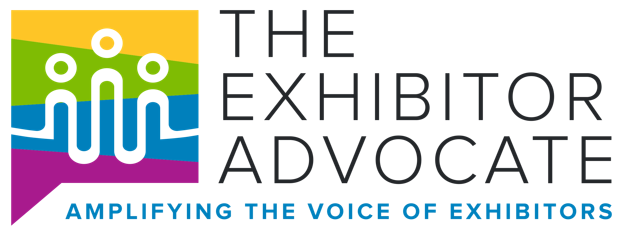 THE
EXHIBITOR
ADVOCATE
AMPLIFYING THE VOICE OF EXHIBITORS